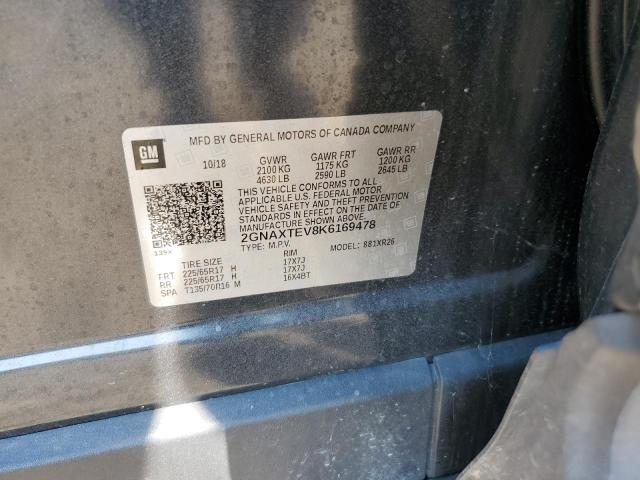 GM
MFD BY GENERAL MOTORS OF CANADA COMPANY
10/18 GVWR GAWR FRT GAWR RR
2100 KG 1175 KG 1200 KG
4630 LB 2590 LB 2645 LB
THIS VEHICLE CONFORMS TO ALL
APPLICABLE U.S. FEDERAL MOTOR
VEHICLE SAFETY AND THEFT PREVENTION
STANDARDS IN EFFECT ON THE DATE OF
MANUFACTURE SHOWN ABOVE.
2GNAXTEV8K6169478
TYPE: M.P.V. MODEL: 881XR26
139X
TIRE SIZE RIM
FRT 225/65R17 H 17X7J
RR 225/65R17 H 17X7J
SPA T135/70R16 M 16X4BT